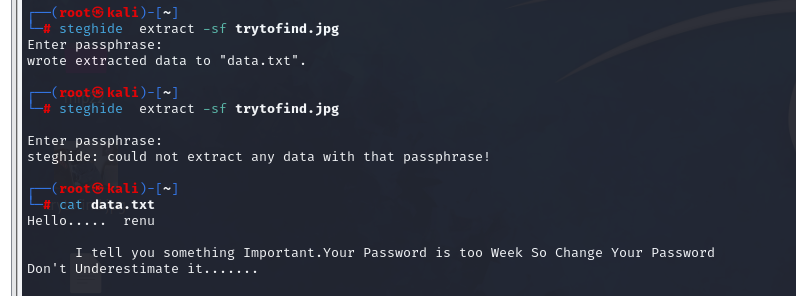 ┌──(root㉿kali)-[~]
└─# steghide  extract -sf trytofind.jpg
Enter passphrase:
wrote extracted data to "data.txt".
┌──(root㉿kali)-[~]
└─# steghide  extract -sf trytofind.jpg
Enter passphrase:
steghide: could not extract any data with that passphrase!
┌──(root㉿kali)-[~]
└─# cat data.txt
Hello.....  renu
      I tell you something Important.Your Password is too Week So Change Your Password
Don't Underestimate it.......